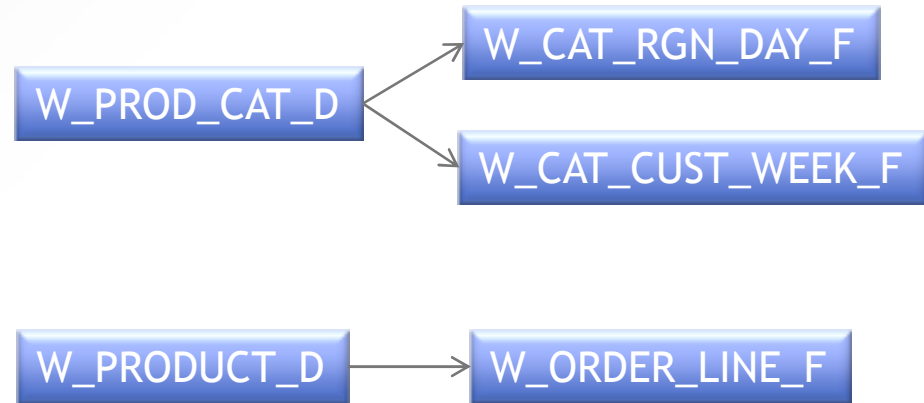 W_CAT_RGN_DAY_F
W_PROD_CAT_D
W_CAT_CUST_WEEK_F
W_PRODUCT_D
W_ORDER_LINE_F